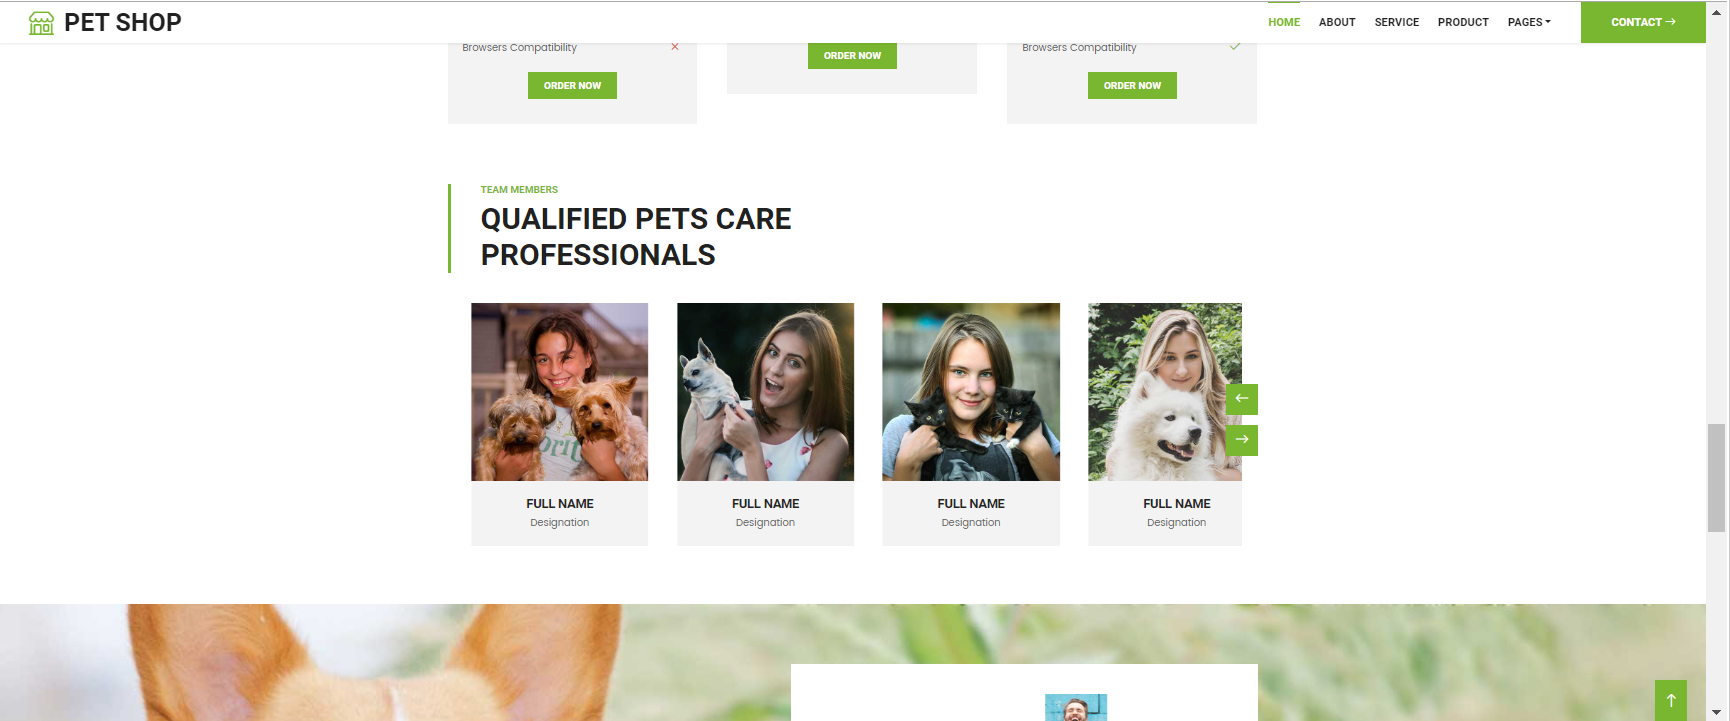 PET SHOP
HOME
ABOUT
SERVICE
PRODUCT
PAGES
CONTACT →
Browsers Compatibility
Browsers Compatibility
ORDER NOW
ORDER NOW
ORDER NOW
TEAM MEMBERS
QUALIFIED PETS CARE
PROFESSIONALS
FULL NAME
Designation
FULL NAME
Designation
FULL NAME
Designation
FULL NAME
Designation